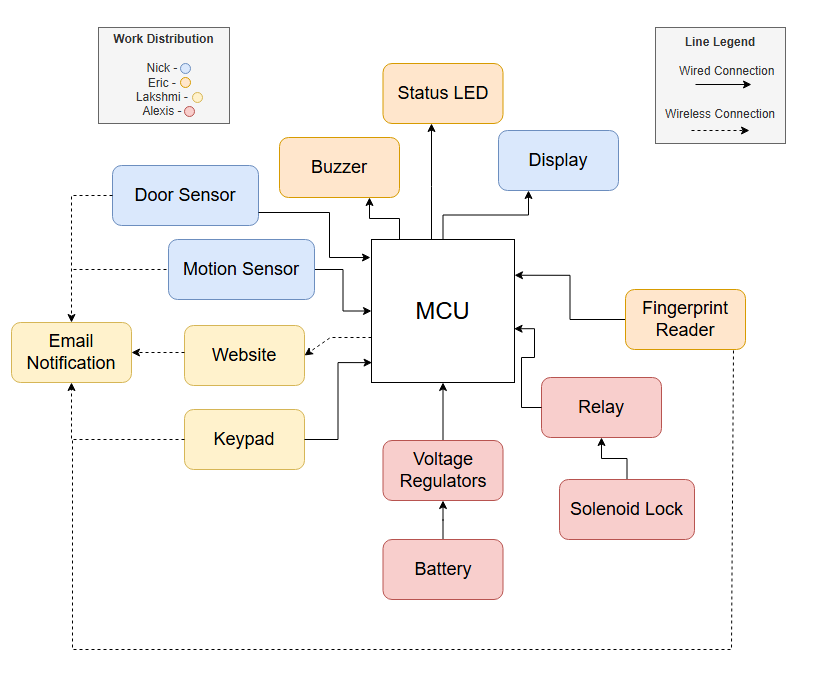 Work Distribution
Nick -
Eric -
Lakshmi -
Alexis -
Line Legend
Wired Connection
Wireless Connection
Status LED
Buzzer
Display
Door Sensor
Motion Sensor
MCU
Fingerprint
Reader
Email
Notification
Website
Keypad
Relay
Voltage
Regulators
Solenoid Lock
Battery